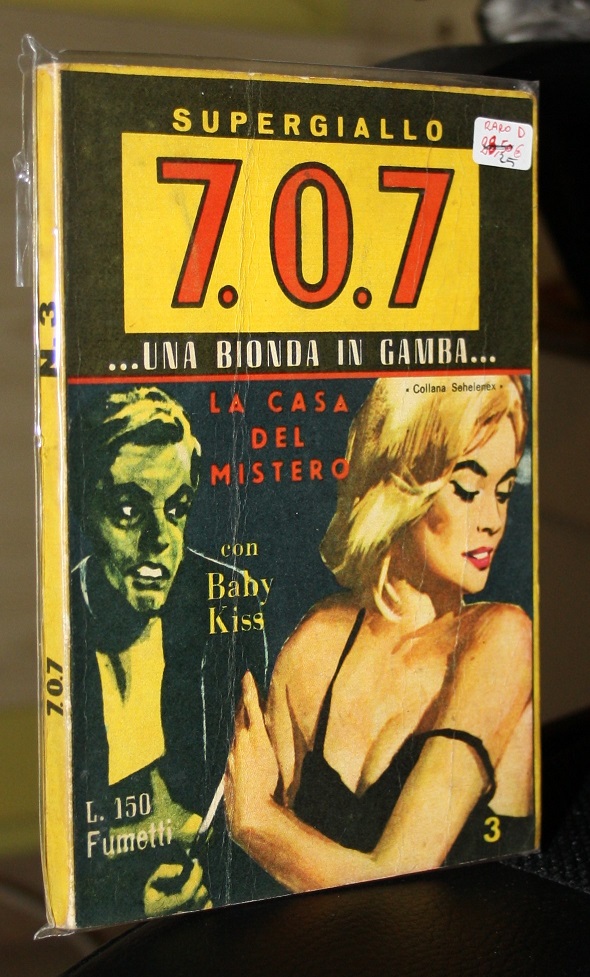 SUPERGIALLO
RARO D
7.0.7
...UNA BIONDA IN GAMBA...
• Collana Sehelenex •
LA CASA
DEL
MISTERO
con
Baby
Kiss
L. 150
Fumetti
3
N. 3
7.0.7